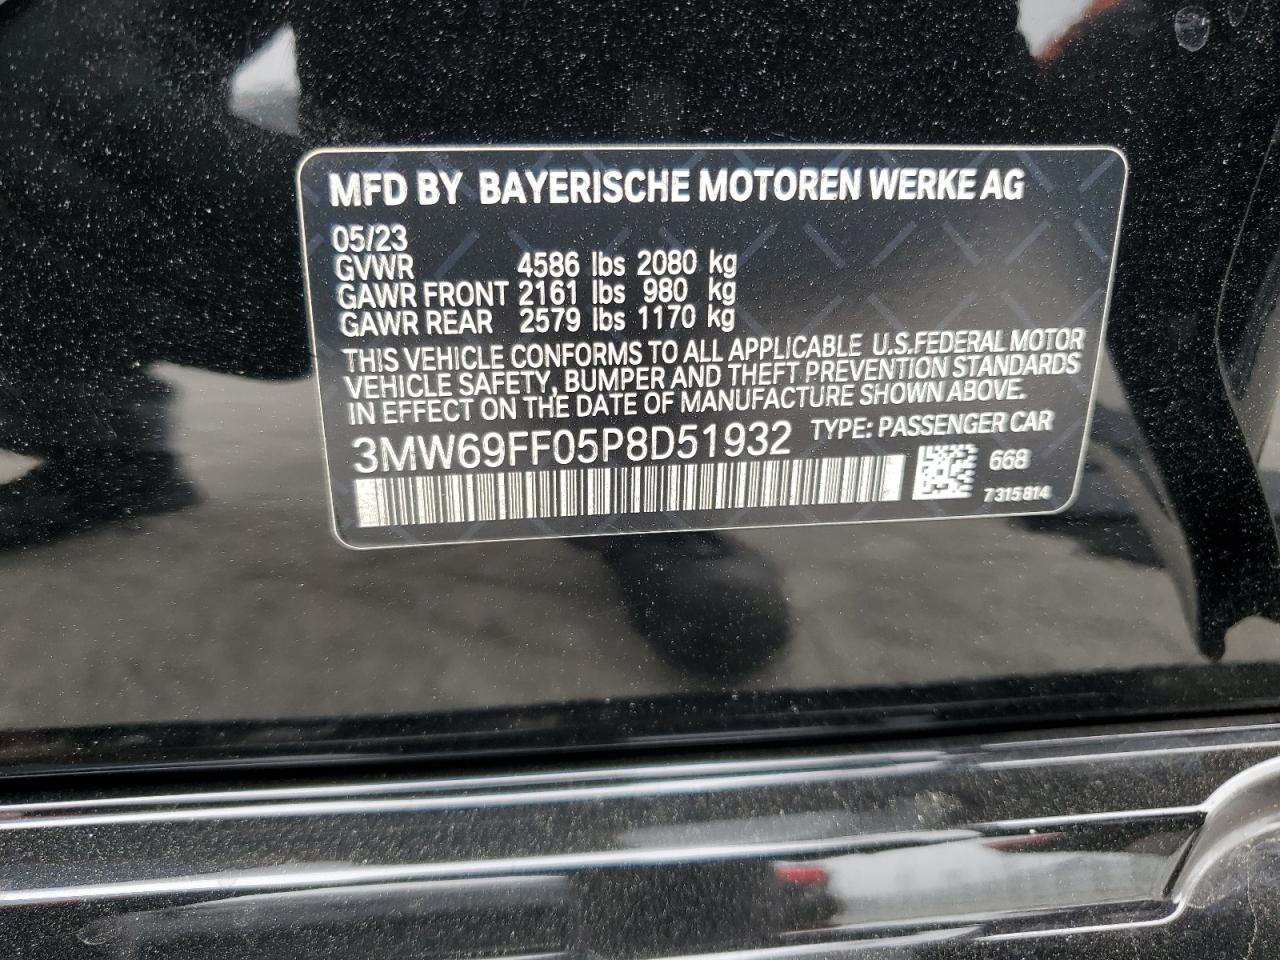 MFD BY BAYERISCHE MOTOREN WERKE AG
05/23
GVWR 4586 lbs 2080 kg
GAWR FRONT 2161 lbs 980 kg
GAWR REAR 2579 lbs 1170 kg
THIS VEHICLE CONFORMS TO ALL APPLICABLE U.S.FEDERAL MOTOR
VEHICLE SAFETY, BUMPER AND THEFT PREVENTION STANDARDS
IN EFFECT ON THE DATE OF MANUFACTURE SHOWN ABOVE.
3MW69FF05P8D51932 TYPE: PASSENGER CAR
668
7315814